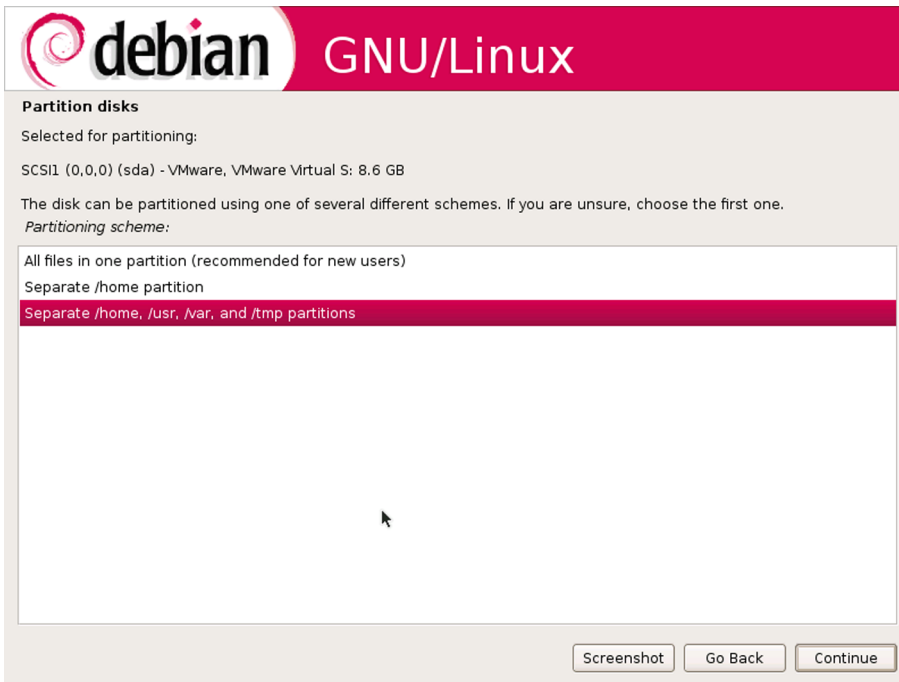 debian GNU/Linux
Partition disks
Selected for partitioning:
SCSI1 (0,0,0) (sda) - VMware, VMware Virtual S: 8.6 GB
The disk can be partitioned using one of several different schemes. If you are unsure, choose the first one.
Partitioning scheme:
All files in one partition (recommended for new users)
Separate /home partition
Separate /home, /usr, /var, and /tmp partitions
Screenshot Go Back Continue